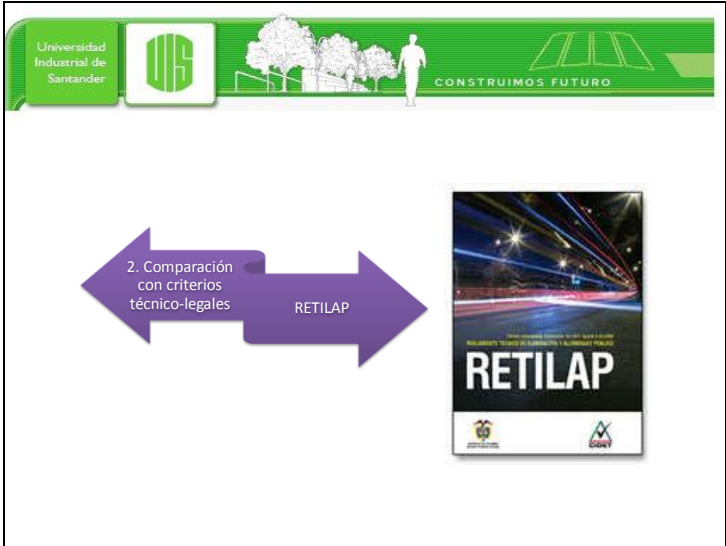 Universidad
Industrial de
Santander
UIS
CONSTRUIMOS FUTURO
2. Comparación
con criterios
técnico-legales
RETILAP
REGLAMENTO TÉCNICO DE ILUMINACIÓN Y ALUMBRADO PÚBLICO
RETILAP
CIDET